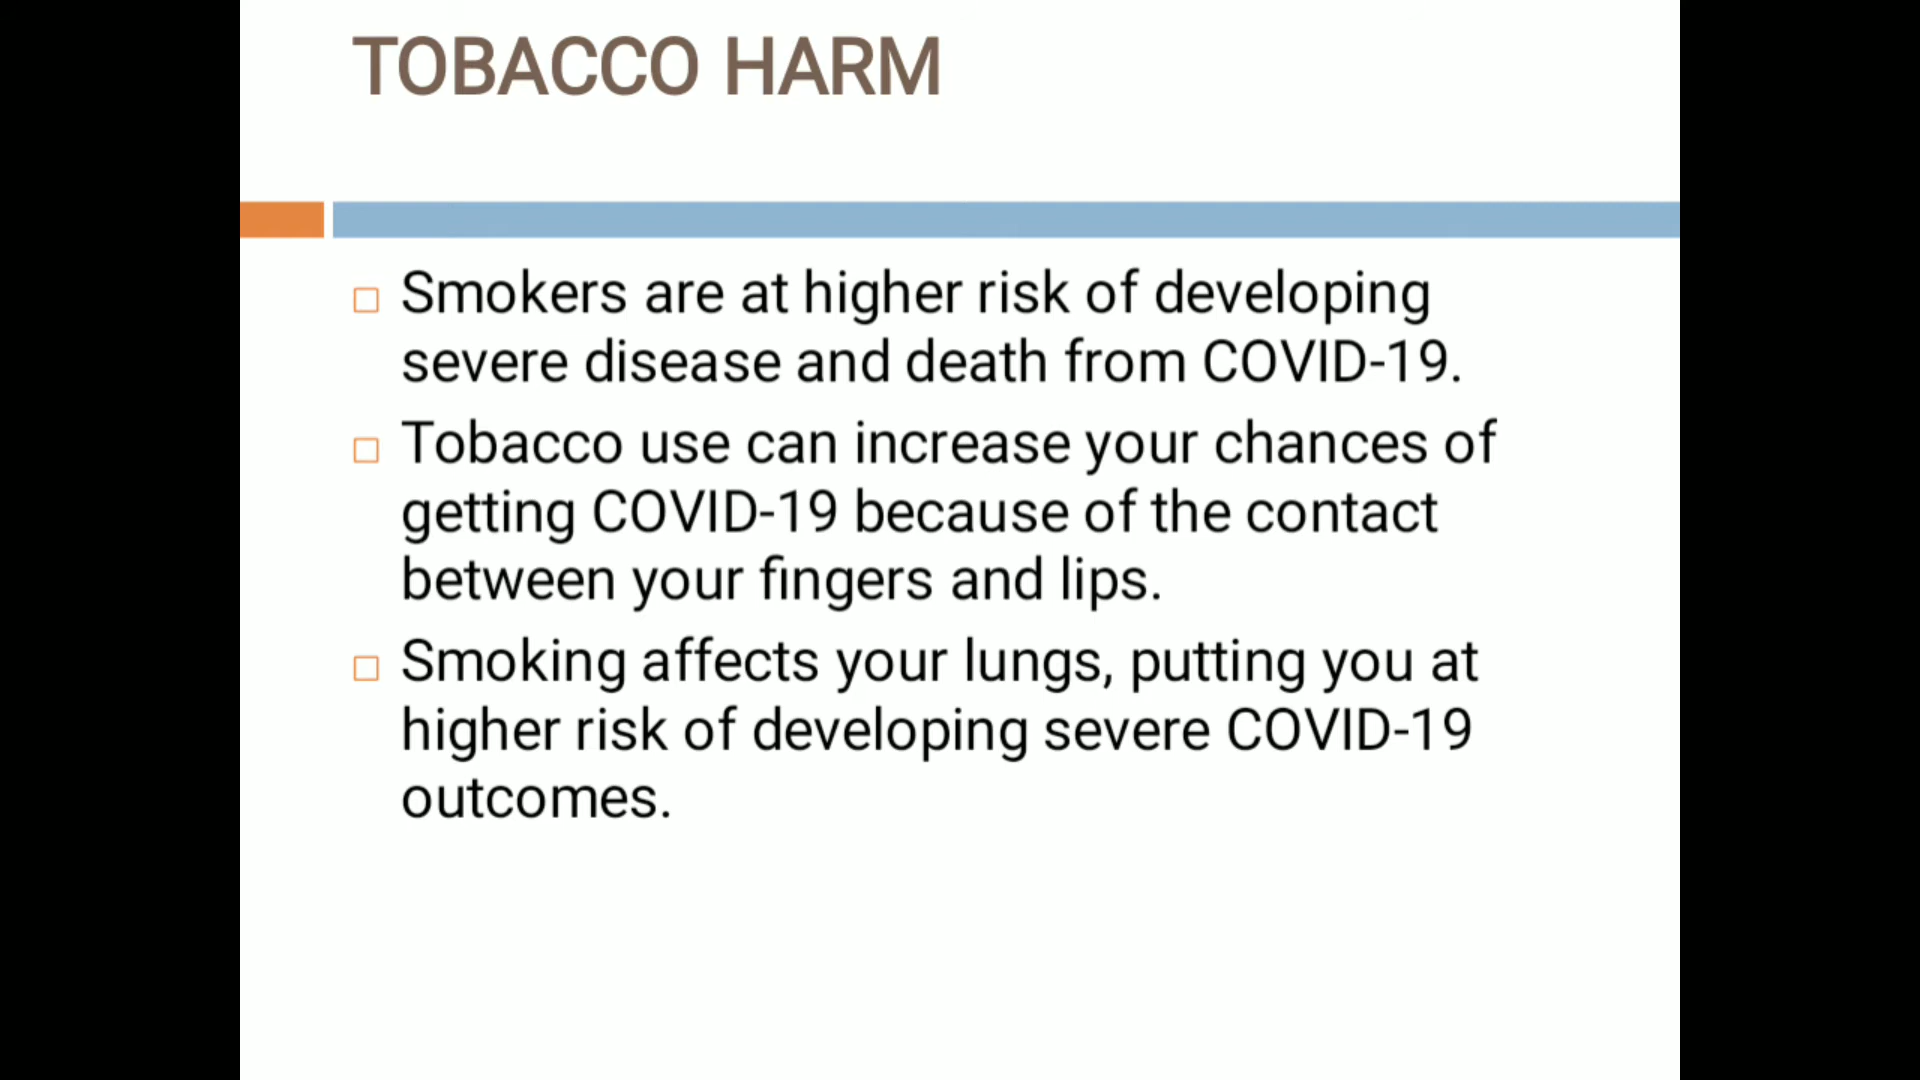 TOBACCO HARM
Smokers are at higher risk of developing
severe disease and death from COVID-19.
Tobacco use can increase your chances of
getting COVID-19 because of the contact
between your fingers and lips.
Smoking affects your lungs, putting you at
higher risk of developing severe COVID-19
outcomes.